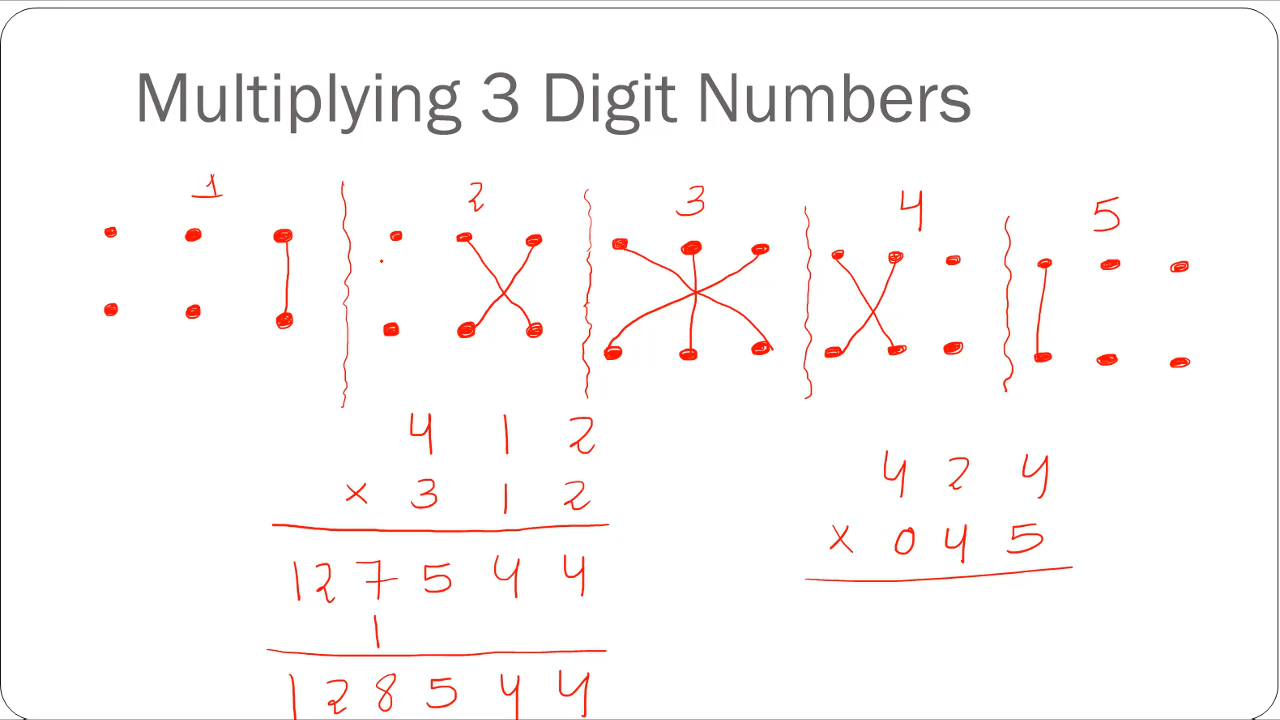 Multiplying 3 Digit Numbers
1 2 3 4 5
4 1 2
x 3 1 2
1 2 7 5 4 4
1
1 2 8 5 4 4
4 2 4
x 0 4 5